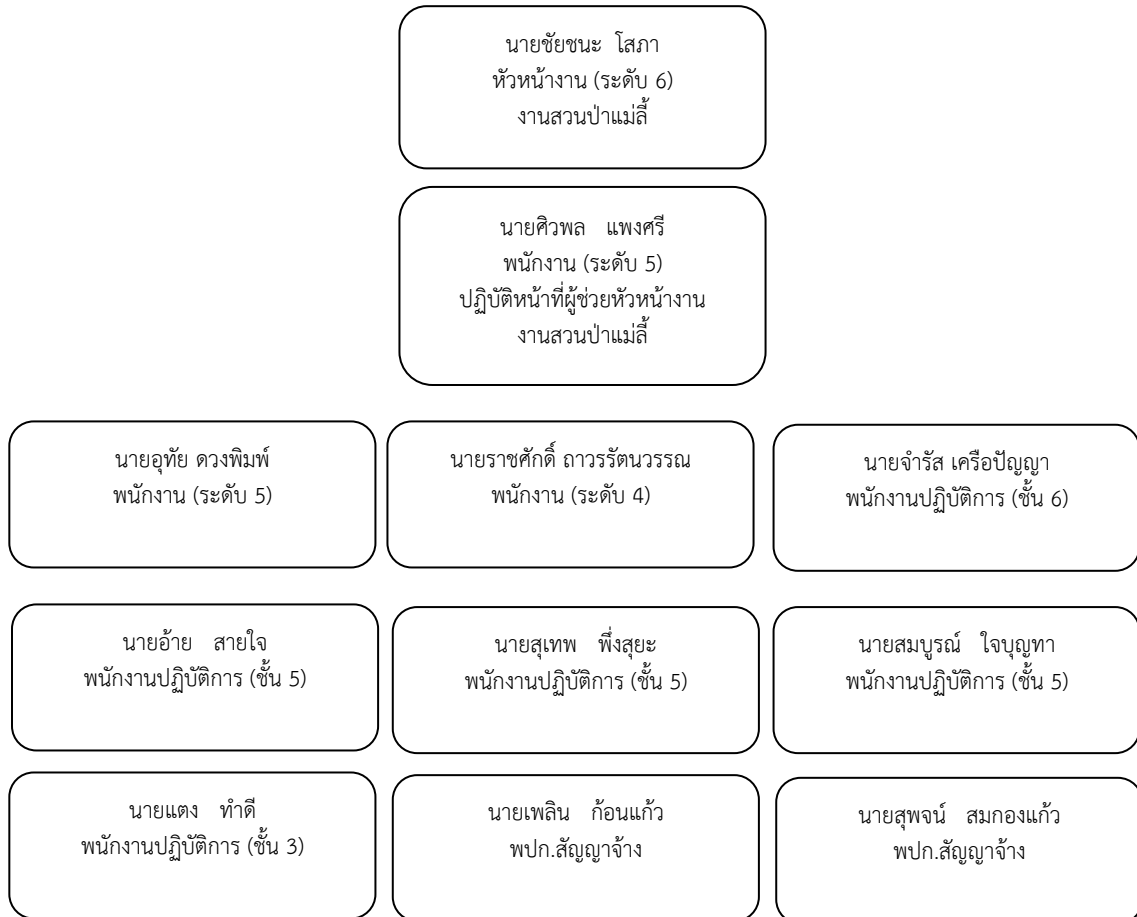 นายชัยชนะ โสภา
หัวหน้างาน (ระดับ 6)
งานสวนป่าแม่ลี้
นายศิวพล แพงศรี
พนักงาน (ระดับ 5)
ปฏิบัติหน้าที่ผู้ช่วยหัวหน้างาน
งานสวนป่าแม่ลี้
นายอุทัย ดวงพิมพ์
พนักงาน (ระดับ 5)
นายราชศักดิ์ ถาวรรัตนวรรณ
พนักงาน (ระดับ 4)
นายจำรัส เครือปัญญา
พนักงานปฏิบัติการ (ชั้น 6)
นายอ้าย สายใจ
พนักงานปฏิบัติการ (ชั้น 5)
นายสุเทพ พึ่งสุยะ
พนักงานปฏิบัติการ (ชั้น 5)
นายสมบูรณ์ ใจบุญทา
พนักงานปฏิบัติการ (ชั้น 5)
นายแตง ทำดี
พนักงานปฏิบัติการ (ชั้น 3)
นายเพลิน ก้อนแก้ว
พปก.สัญญาจ้าง
นายสุพจน์ สมกองแก้ว
พปก.สัญญาจ้าง